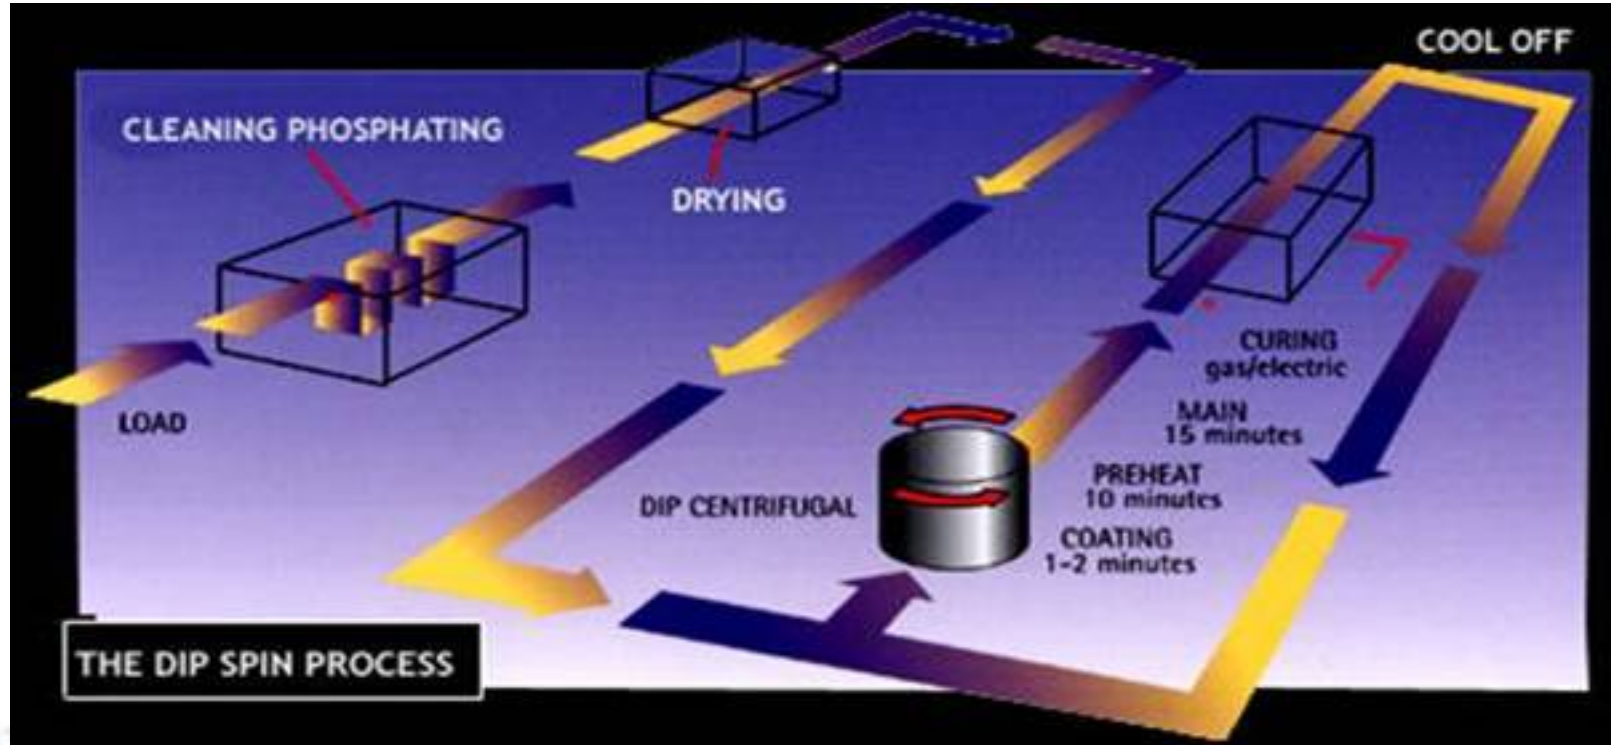 COOL OFF
CLEANING PHOSPHATING
DRYING
LOAD
CURING
gas/electric
MAIN
15 minutes
PREHEAT
10 minutes
DIP CENTRIFUGAL
COATING
1-2 minutes
THE DIP SPIN PROCESS